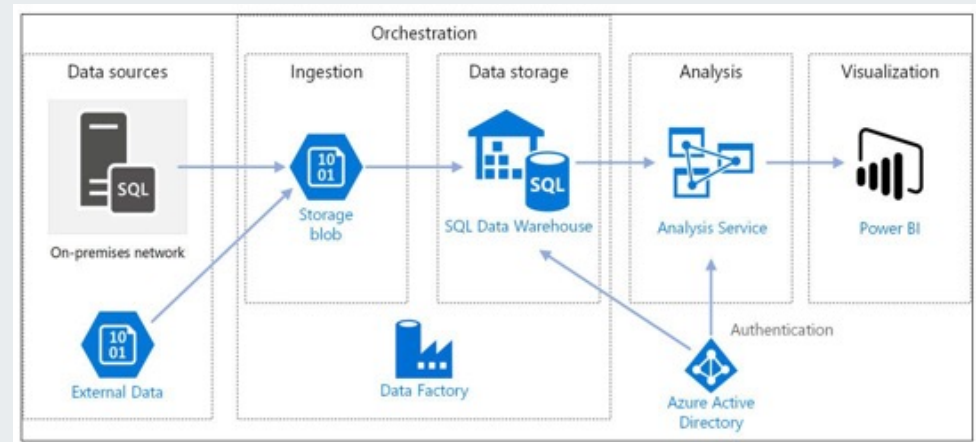 Orchestration
Data sources
Ingestion
Data storage
Analysis
Visualization
SQL
10
01
SQL
On-premises network
Storage
blob
SQL Data Warehouse
Analysis Service
Power BI
10
01
External Data
Data Factory
Authentication
Azure Active
Directory